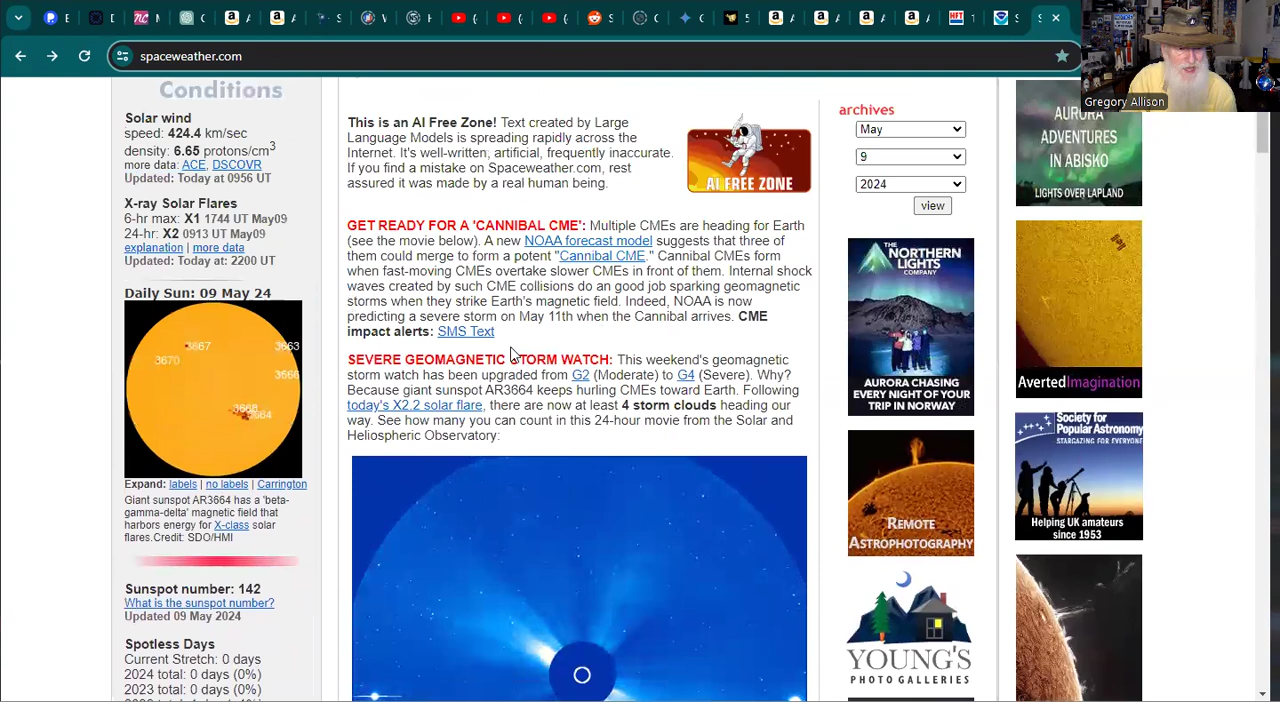 spaceweather.com
Gregory Allison
Conditions
Solar wind
speed: 424.4 km/sec
density: 6.65 protons/cm3
more data: ACE, DSCOVR
Updated: Today at 0956 UT
X-ray Solar Flares
6-hr max: X1 1744 UT May09
24-hr: X2 0913 UT May09
explanation | more data
Updated: Today at: 2200 UT
Daily Sun: 09 May 24
3667
3663
3670
3668
3664
Expand: labels | no labels | Carrington
Giant sunspot AR3664 has a 'beta-
gamma-delta' magnetic field that
harbors energy for X-class solar
flares.Credit: SDO/HMI
Sunspot number: 142
What is the sunspot number?
Updated 09 May 2024
Spotless Days
Current Stretch: 0 days
2024 total: 0 days (0%)
2023 total: 0 days (0%)
This is an AI Free Zone! Text created by Large
Language Models is spreading rapidly across the
Internet. It's well-written, artificial, frequently inaccurate.
If you find a mistake on Spaceweather.com, rest
assured it was made by a real human being.
AI FREE ZONE
GET READY FOR A 'CANNIBAL CME': Multiple CMEs are heading for Earth
(see the movie below). A new NOAA forecast model suggests that three of
them could merge to form a potent "Cannibal CME." Cannibal CMEs form
when fast-moving CMEs overtake slower CMEs in front of them. Internal shock
waves created by such CME collisions do an good job sparking geomagnetic
storms when they strike Earth's magnetic field. Indeed, NOAA is now
predicting a severe storm on May 11th when the Cannibal arrives. CME
impact alerts: SMS Text
SEVERE GEOMAGNETIC STORM WATCH: This weekend's geomagnetic
storm watch has been upgraded from G2 (Moderate) to G4 (Severe). Why?
Because giant sunspot AR3664 keeps hurling CMEs toward Earth. Following
today's X2.2 solar flare, there are now at least 4 storm clouds heading our
way. See how many you can count in this 24-hour movie from the Solar and
Heliospheric Observatory:
archives
May
9
2024
view
THE
NORTHERN
LIGHTS
COMPANY
AURORA CHASING
EVERY NIGHT OF YOUR
TRIP IN NORWAY
REMOTE
ASTROPHOTOGRAPHY
YOUNG'S
PHOTO GALLERIES
AURORA
ADVENTURES
IN ABISKO
LIGHTS OVER LAPLAND
AvertedImagination
Society for
Popular Astronomy
STARGAZING FOR EVERYONE
Helping UK amateurs
since 1953